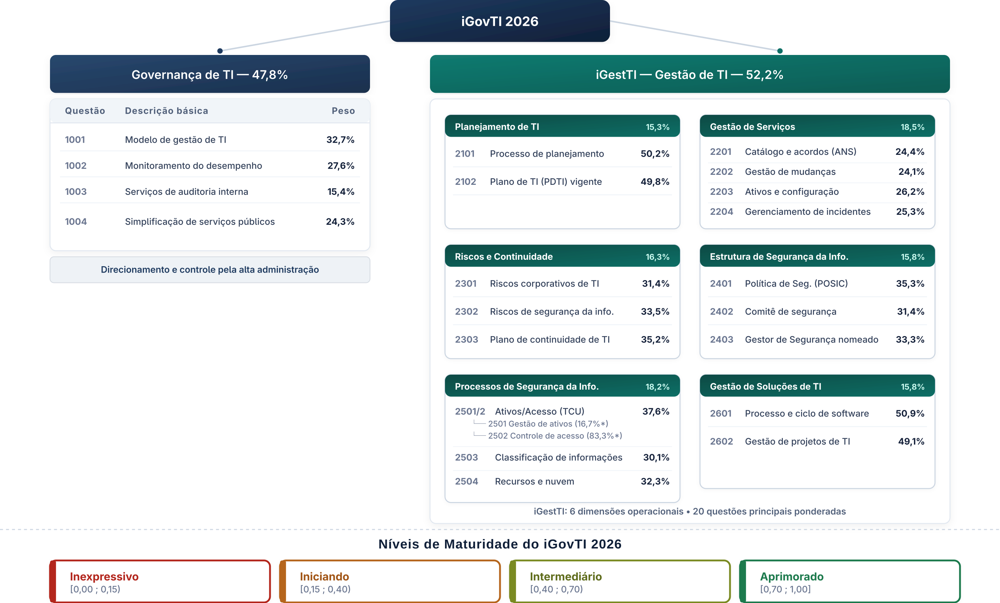 iGovTI 2026
Governança de TI — 47,8%
Questão Descrição básica Peso
1001 Modelo de gestão de TI 32,7%
1002 Monitoramento do desempenho 27,6%
1003 Serviços de auditoria interna 15,4%
1004 Simplificação de serviços públicos 24,3%
Direcionamento e controle pela alta administração
iGestTI — Gestão de TI — 52,2%
Planejamento de TI 15,3%
2101 Processo de planejamento 50,2%
2102 Plano de TI (PDTI) vigente 49,8%
Gestão de Serviços 18,5%
2201 Catálogo e acordos (ANS) 24,4%
2202 Gestão de mudanças 24,1%
2203 Ativos e configuração 26,2%
2204 Gerenciamento de incidentes 25,3%
Riscos e Continuidade 16,3%
2301 Riscos corporativos de TI 31,4%
2302 Riscos de segurança da info. 33,5%
2303 Plano de continuidade de TI 35,2%
Estrutura de Segurança da Info. 15,8%
2401 Política de Seg. (POSIC) 35,3%
2402 Comitê de segurança 31,4%
2403 Gestor de Segurança nomeado 33,3%
Processos de Segurança da Info. 18,2%
2501/2 Ativos/Acesso (TCU) 37,6%
2501 Gestão de ativos (16,7%*)
2502 Controle de acesso (83,3%*)
2503 Classificação de informações 30,1%
2504 Recursos e nuvem 32,3%
Gestão de Soluções de TI 15,8%
2601 Processo e ciclo de software 50,9%
2602 Gestão de projetos de TI 49,1%
iGestTI: 6 dimensões operacionais • 20 questões principais ponderadas
Níveis de Maturidade do iGovTI 2026
Inexpressivo
[0,00 ; 0,15)
Iniciando
[0,15 ; 0,40)
Intermediário
[0,40 ; 0,70)
Aprimorado
[0,70 ; 1,00]